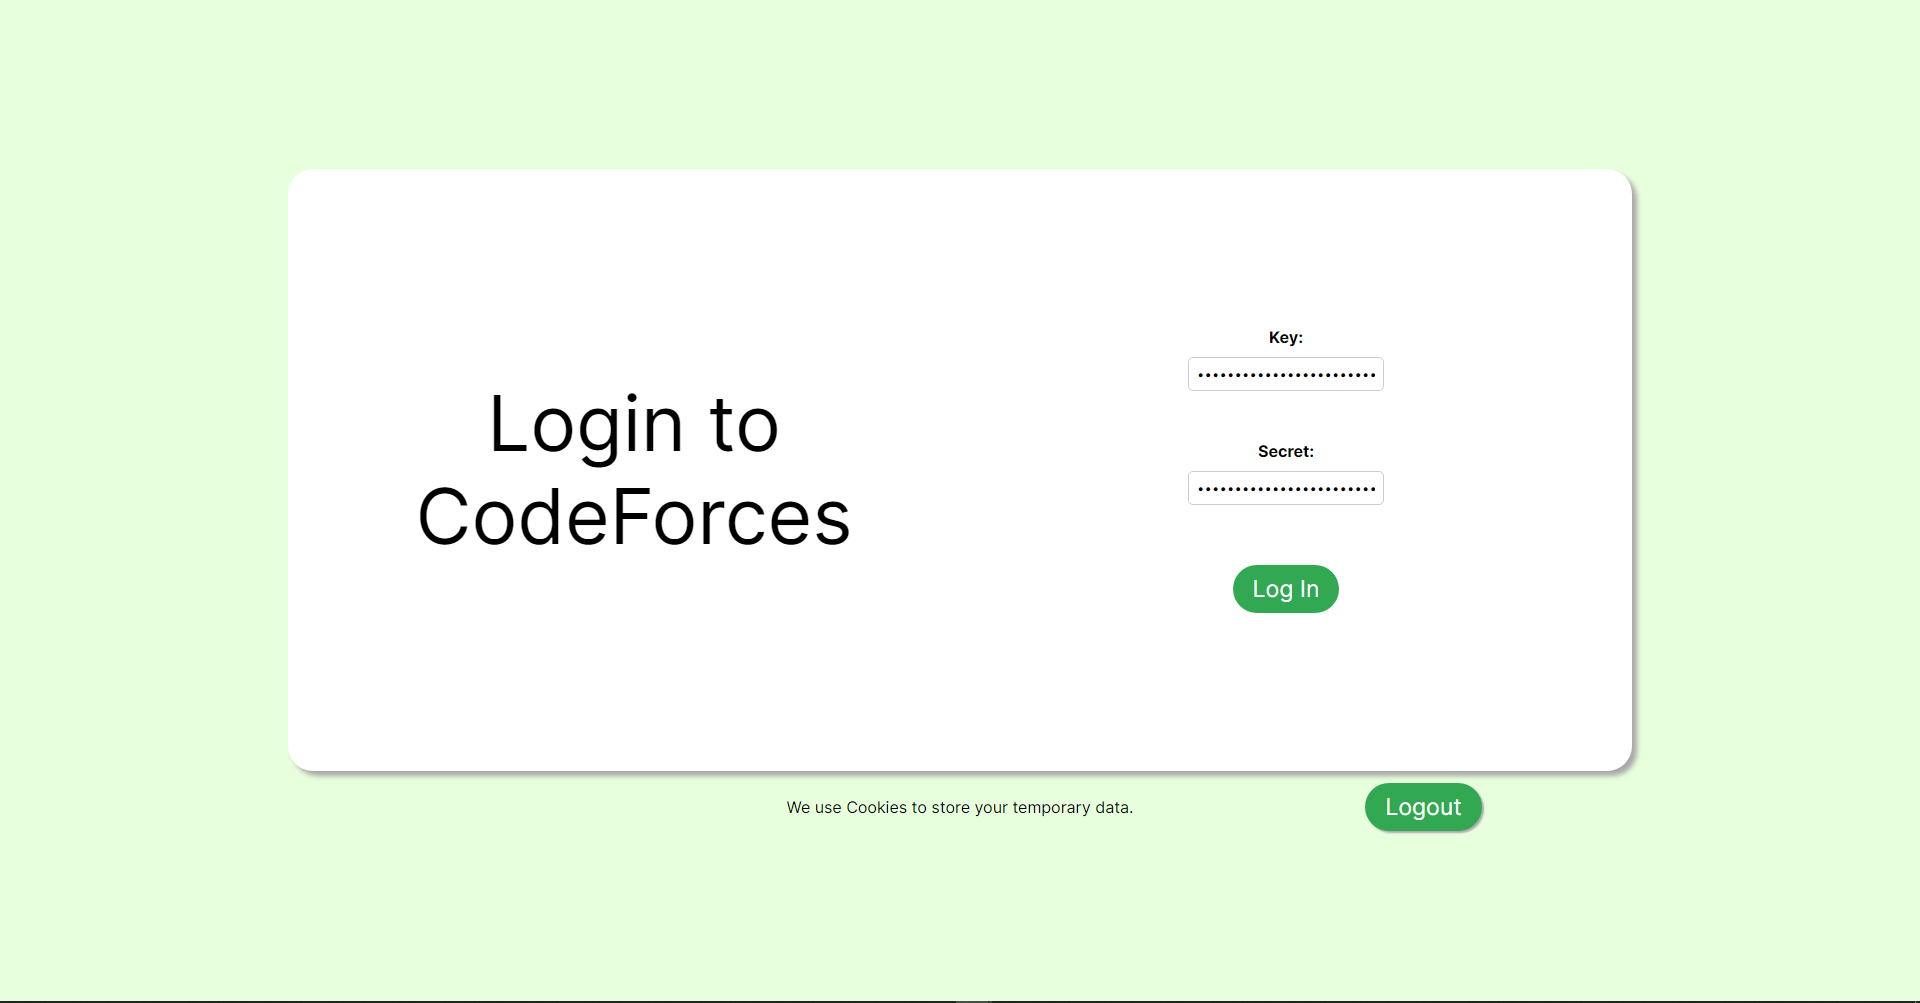 Login to
CodeForces
Key:
Secret:
Log In
We use Cookies to store your temporary data.
Logout